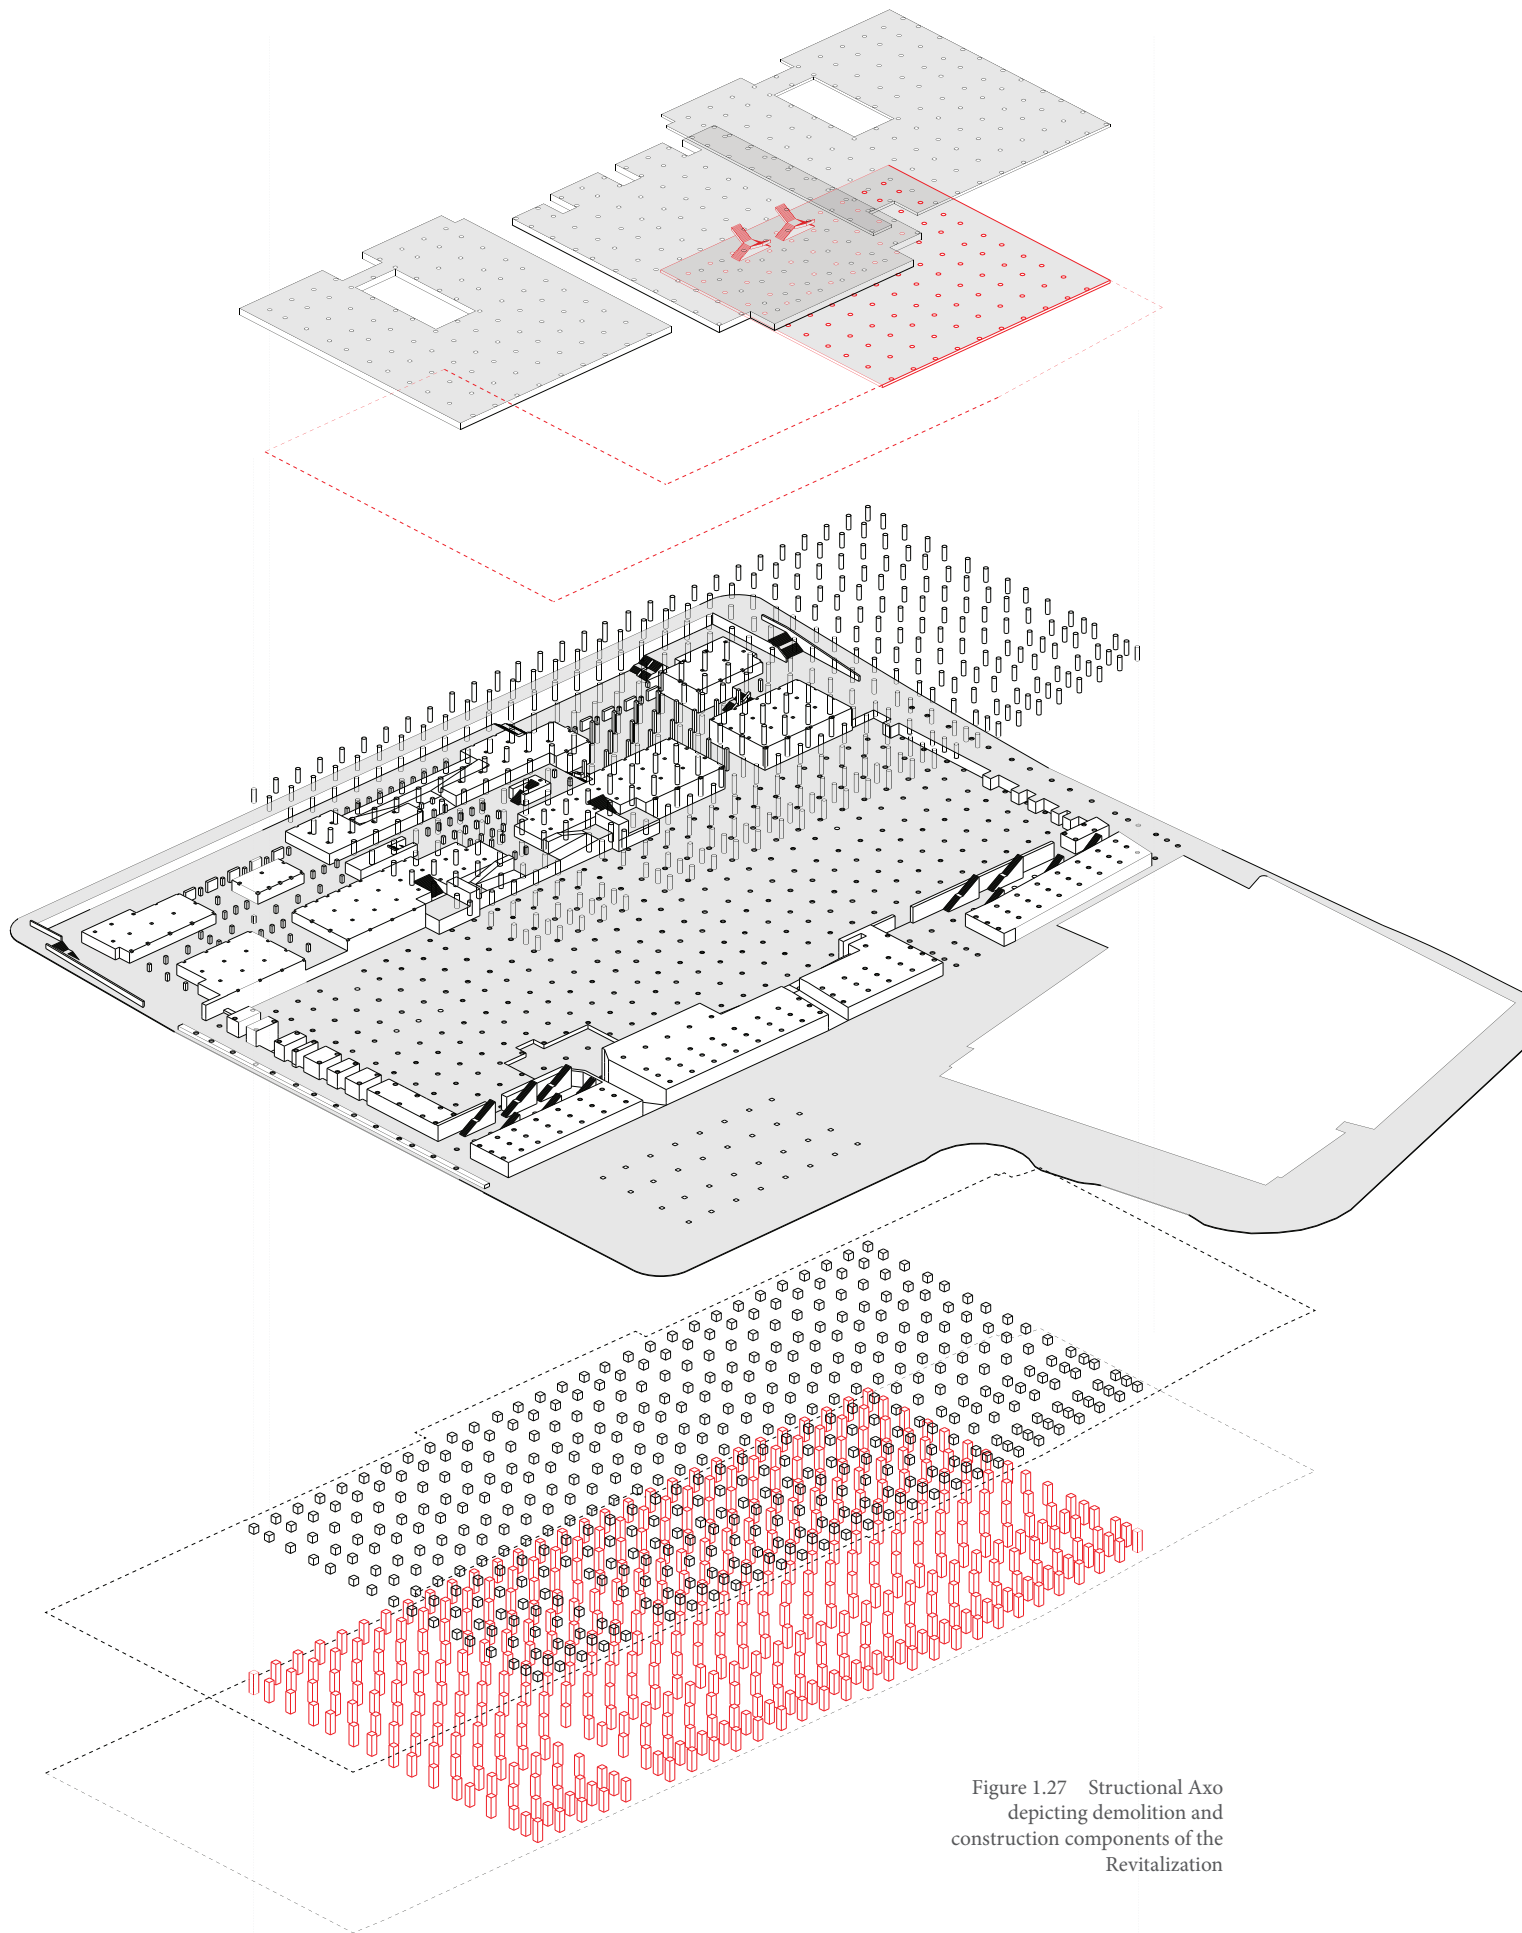 Figure 1.27 Structional Axo
depicting demolition and
construction components of the
Revitalization